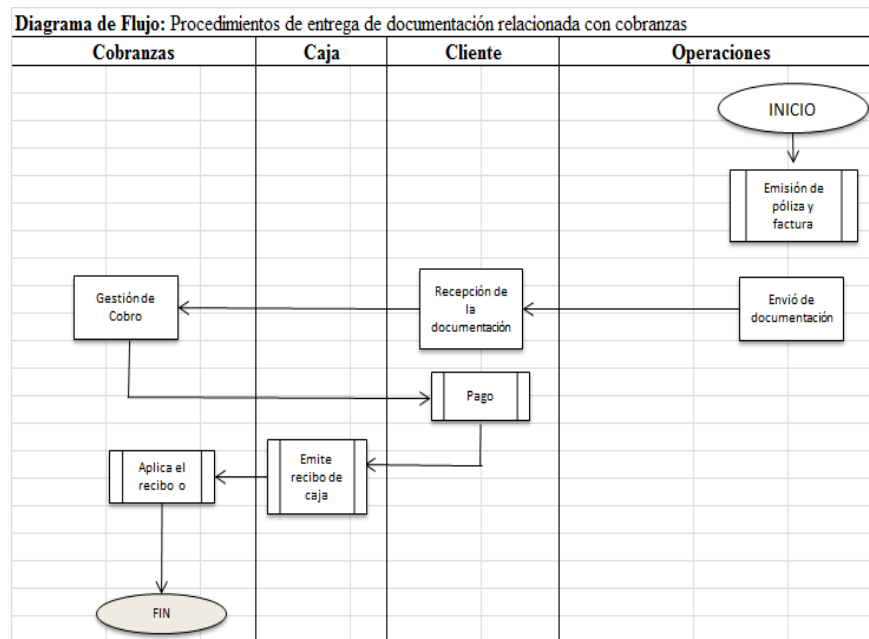 Diagrama de Flujo: Procedimientos de entrega de documentación relacionada con cobranzas
Cobranzas Caja Cliente Operaciones
INICIO
Emisión de
póliza y
factura
Gestión de
Cobro
Recepción de
la
documentación
Envió de
documentación
Pago
Aplica el
recibo o
Emite
recibo de
caja
FIN